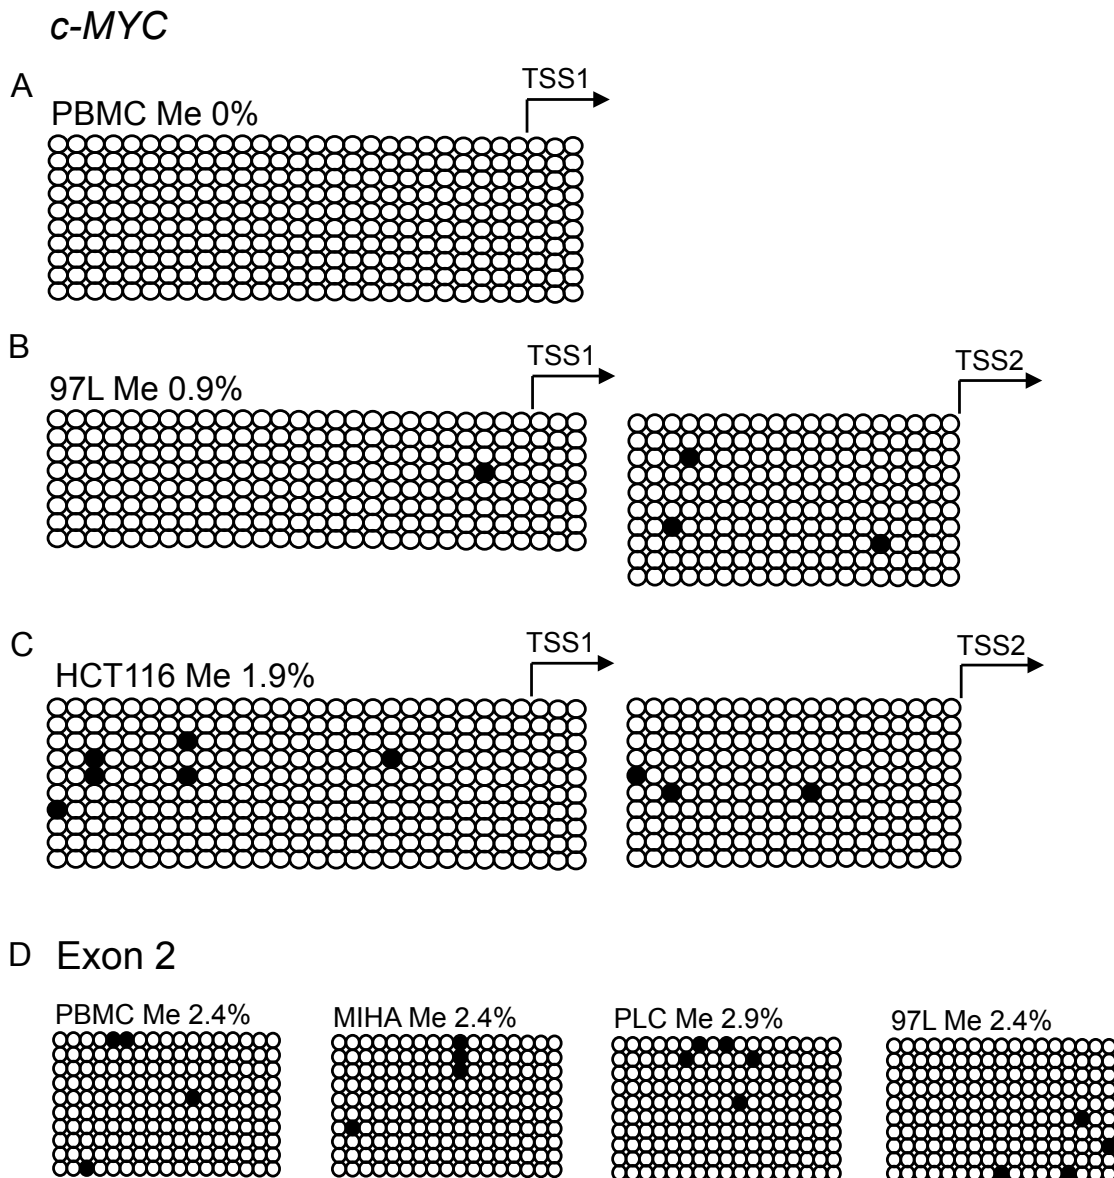 c-MYC
A
TSS1
PBMC Me 0%
B
TSS1
TSS2
97L Me 0.9%
C
TSS1
TSS2
HCT116 Me 1.9%
D Exon 2
PBMC Me 2.4%
MIHA Me 2.4%
PLC Me 2.9%
97L Me 2.4%